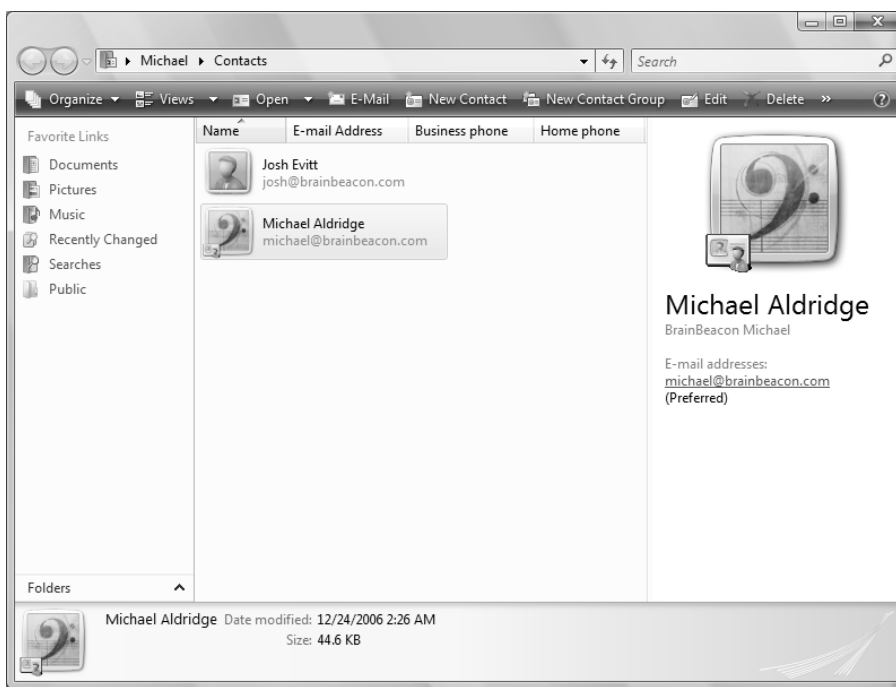 Michael Contacts Search
Organize Views Open E-Mail New Contact New Contact Group Edit Delete »
Favorite Links
Documents
Pictures
Music
Recently Changed
Searches
Public
Folders
Name E-mail Address Business phone Home phone
Josh Evitt
josh@brainbeacon.com
Michael Aldridge
michael@brainbeacon.com
Michael Aldridge
BrainBeacon Michael
E-mail addresses:
michael@brainbeacon.com
(Preferred)
Michael Aldridge Date modified: 12/24/2006 2:26 AM
Size: 44.6 KB